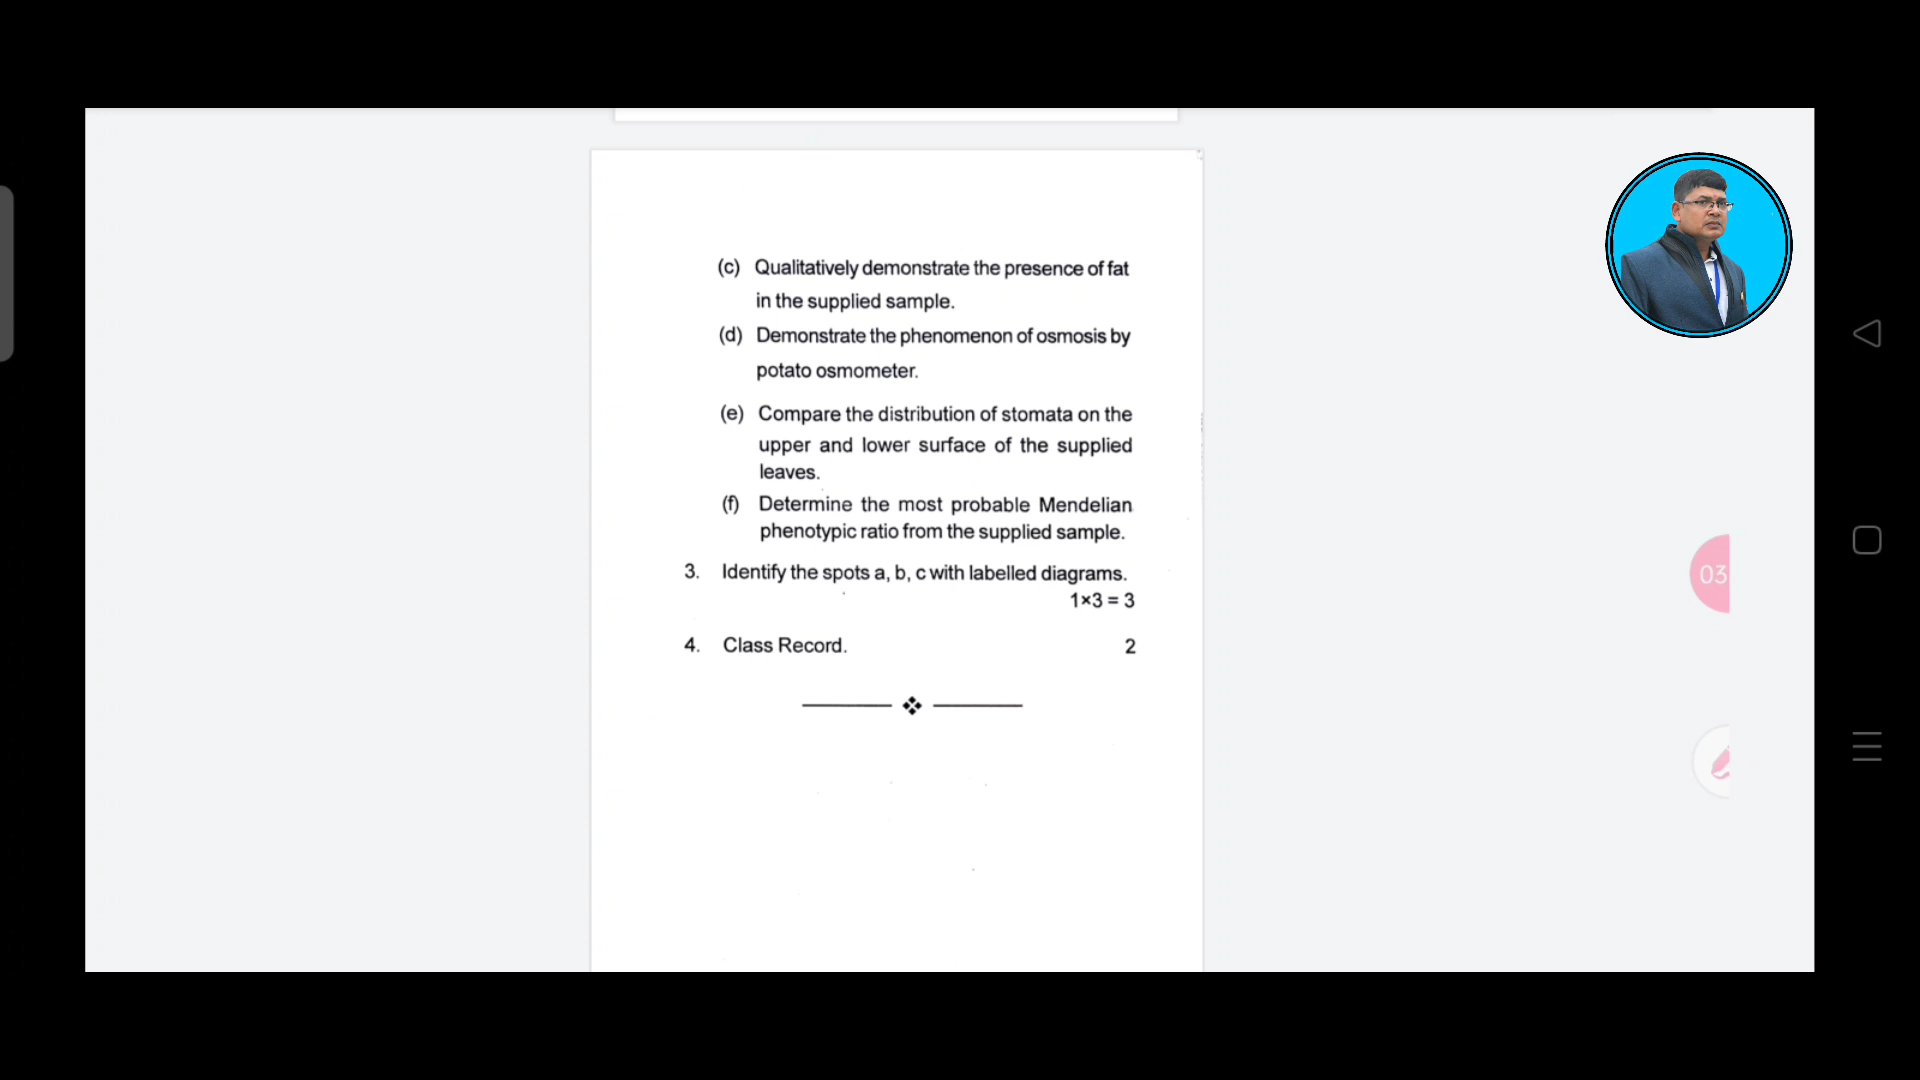 (c) Qualitatively demonstrate the presence of fat
in the supplied sample.
(d) Demonstrate the phenomenon of osmosis by
potato osmometer.
(e) Compare the distribution of stomata on the
upper and lower surface of the supplied
leaves.
(f) Determine the most probable Mendelian
phenotypic ratio from the supplied sample.
3. Identify the spots a, b, c with labelled diagrams.
1×3 = 3
4. Class Record. 2
03